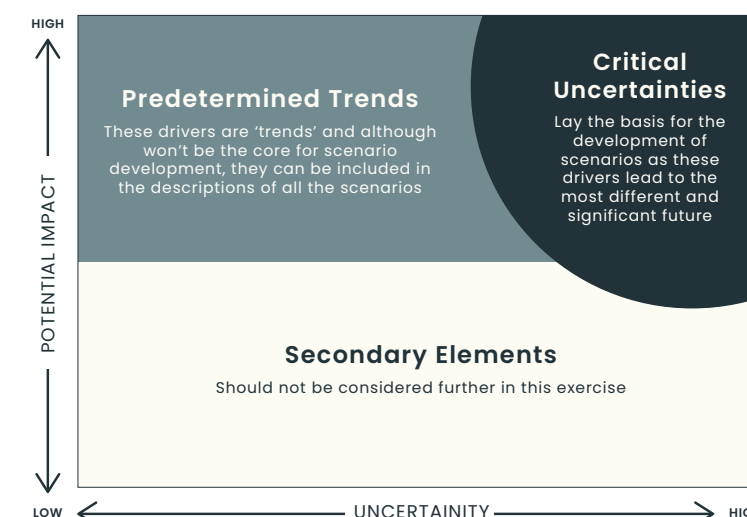 HIGH
Critical
Uncertainties
Predetermined Trends
Lay the basis for the
development of
scenarios as these
drivers lead to the
most different and
significant future
These drivers are ‘trends’ and although
won’t be the core for scenario
development, they can be included in
the descriptions of all the scenarios
POTENTIAL IMPACT
Secondary Elements
Should not be considered further in this exercise
LOW
UNCERTAINITY